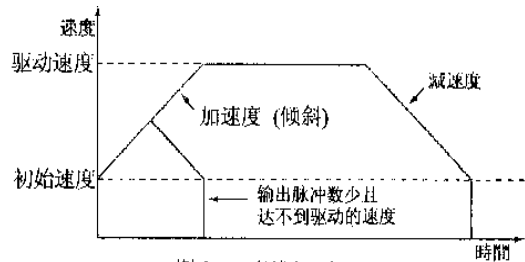 速度
驱动速度
减速度
加速度 (倾斜)
初始速度
输出脉冲数少且
达不到驱动的速度
時間